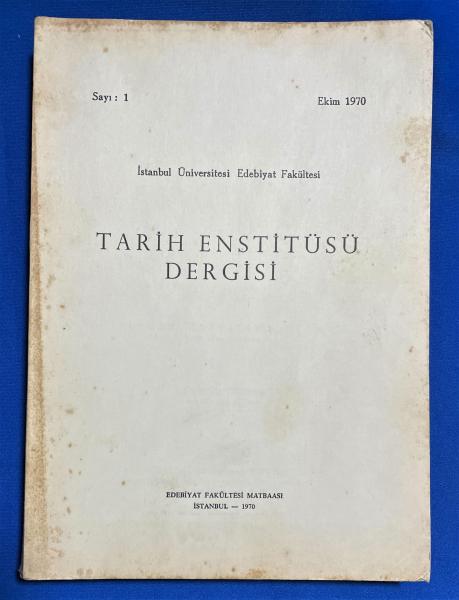 Sayı : 1 Ekim 1970
İstanbul Üniversitesi Edebiyat Fakültesi
TARİH ENSTİTÜSÜ
DERGİSİ
EDEBİYAT FAKÜLTESİ MATBAASI
İSTANBUL — 1970